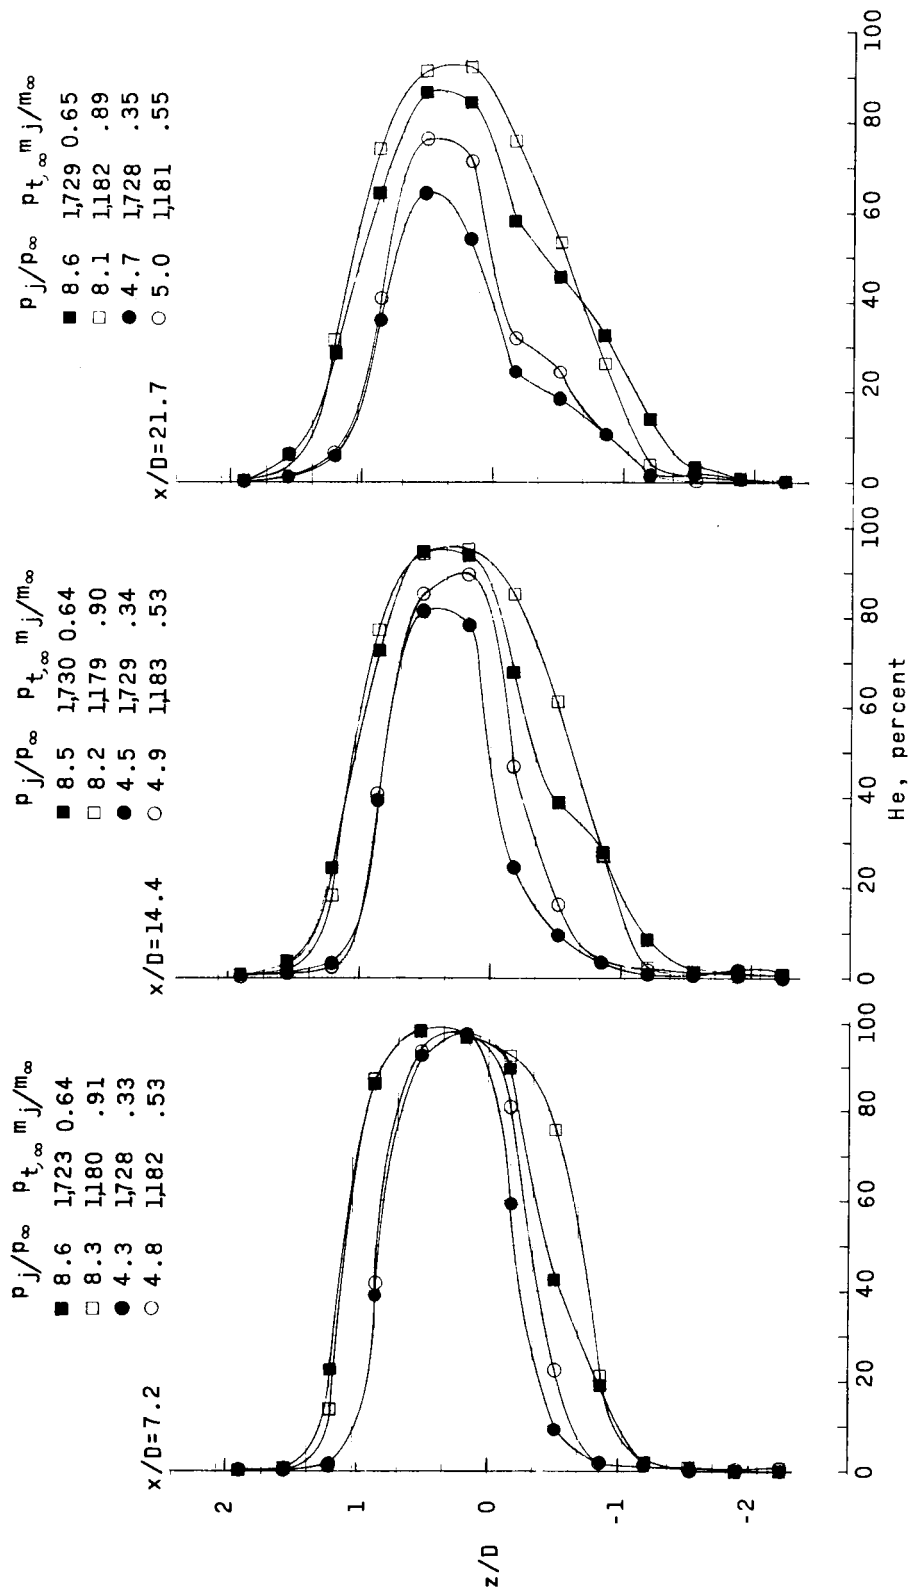 p_j/p_∞ p_t,∞ m_j/m_∞
■ 8.6 1,723 0.64
□ 8.3 1,180 .91
● 4.3 1,728 .33
○ 4.8 1,182 .53
x/D=7.2
p_j/p_∞ p_t,∞ m_j/m_∞
■ 8.5 1,730 0.64
□ 8.2 1,179 .90
● 4.5 1,729 .34
○ 4.9 1,183 .53
x/D=14.4
p_j/p_∞ p_t,∞ m_j/m_∞
■ 8.6 1,729 0.65
□ 8.1 1,182 .89
● 4.7 1,728 .35
○ 5.0 1,181 .55
x/D=21.7
2
1
0
-1
-2
z/D
0 20 40 60 80 100
0 20 40 60 80 100
0 20 40 60 80 100
He, percent